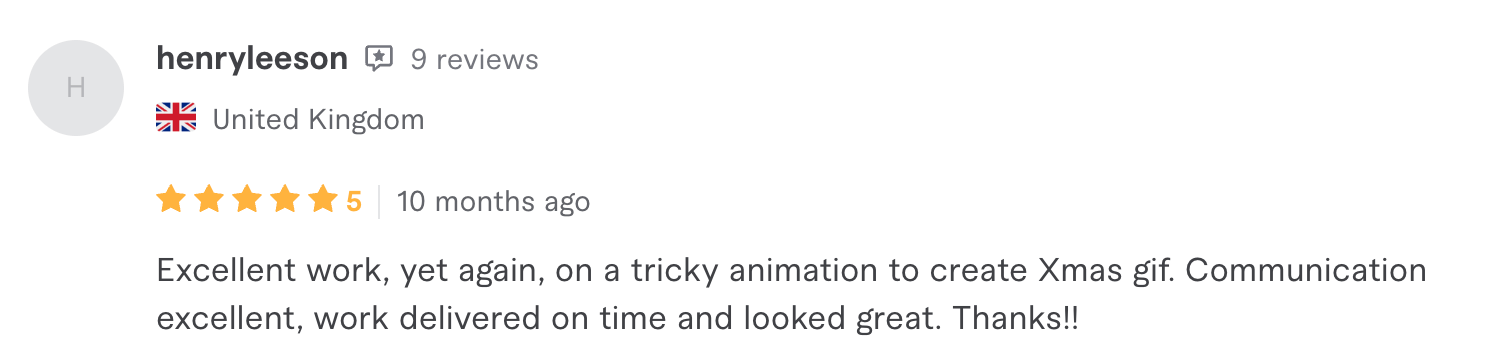 H
henryleeson 9 reviews
United Kingdom
5 10 months ago
Excellent work, yet again, on a tricky animation to create Xmas gif. Communication
excellent, work delivered on time and looked great. Thanks!!